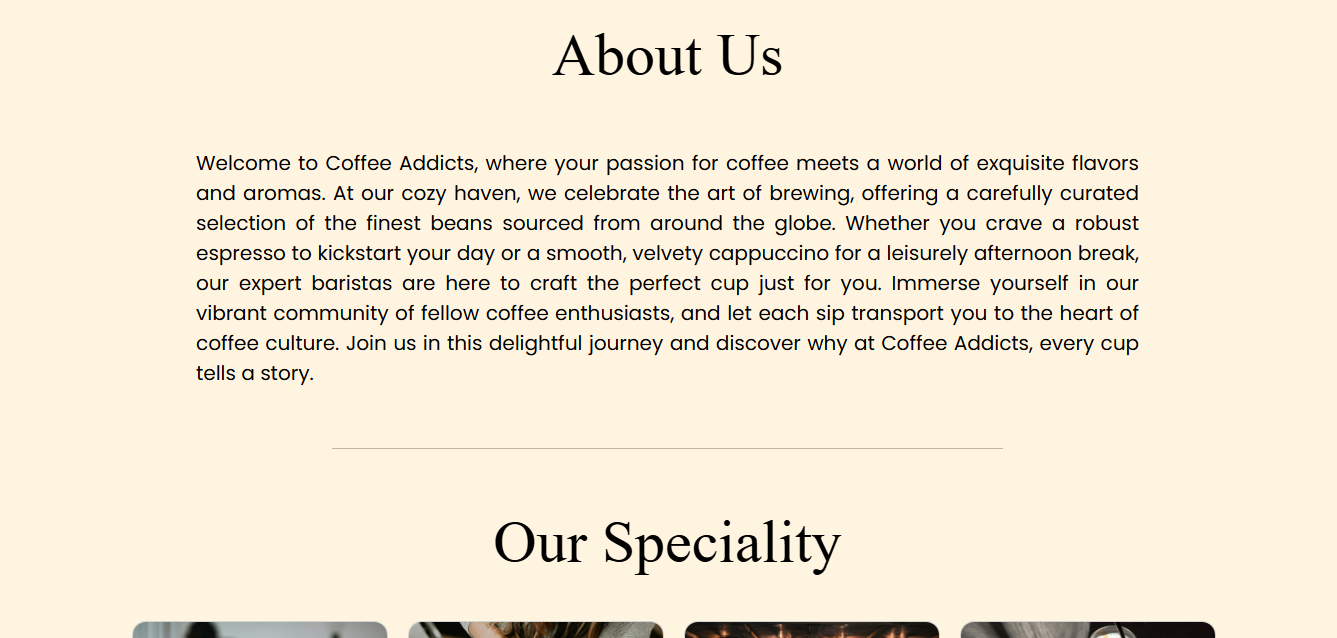 About Us
Welcome to Coffee Addicts, where your passion for coffee meets a world of exquisite flavors
and aromas. At our cozy haven, we celebrate the art of brewing, offering a carefully curated
selection of the finest beans sourced from around the globe. Whether you crave a robust
espresso to kickstart your day or a smooth, velvety cappuccino for a leisurely afternoon break,
our expert baristas are here to craft the perfect cup just for you. Immerse yourself in our
vibrant community of fellow coffee enthusiasts, and let each sip transport you to the heart of
coffee culture. Join us in this delightful journey and discover why at Coffee Addicts, every cup
tells a story.
Our Speciality